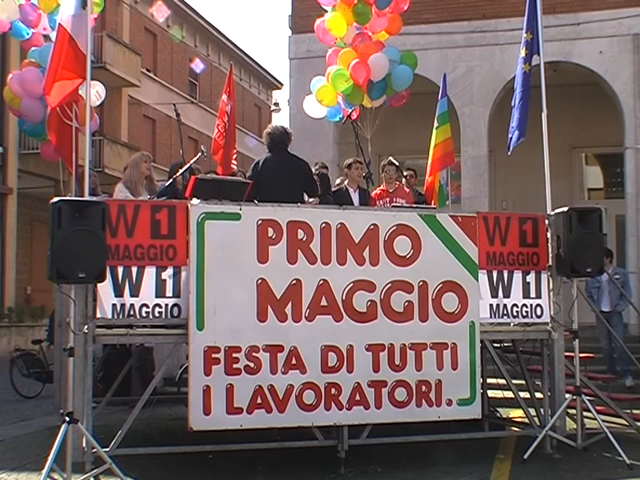 W 1
MAGGIO
W 1
MAGGIO
PRIMO
MAGGIO
FESTA DI TUTTI
I LAVORATORI.
W 1
MAGGIO
W 1
MAGGIO